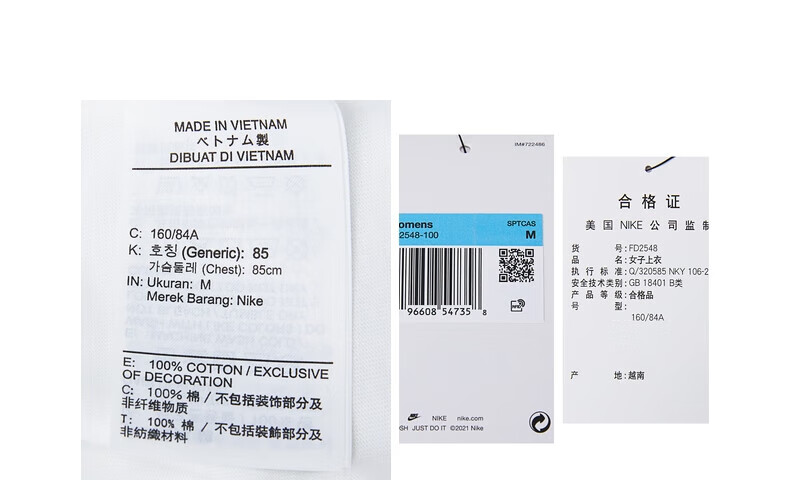 MADE IN VIETNAM
ベトナム製
DIBUAT DI VIETNAM
C: 160/84A
K: 호칭 (Generic): 85
가슴둘레 (Chest): 85cm
IN: Ukuran: M
Merek Barang: Nike
E: 100% COTTON / EXCLUSIVE
OF DECORATION
C: 100% 棉 / 不包括装饰部分及
非纤维物质
T: 100% 棉 / 不包括裝飾部分及
非紡織材料
IM#722486
omens
2548-100
SPTCAS
M
96608 54735 8
NIKE nike.com
JUST DO IT ©2021 Nike
合格证
美国 NIKE 公司监制
货号:FD2548
品名:女子上衣
执行标准:Q/320585 NKY 106-2
安全技术类别:GB 18401 B类
产品等级:合格品
号型:
160/84A
产地:越南